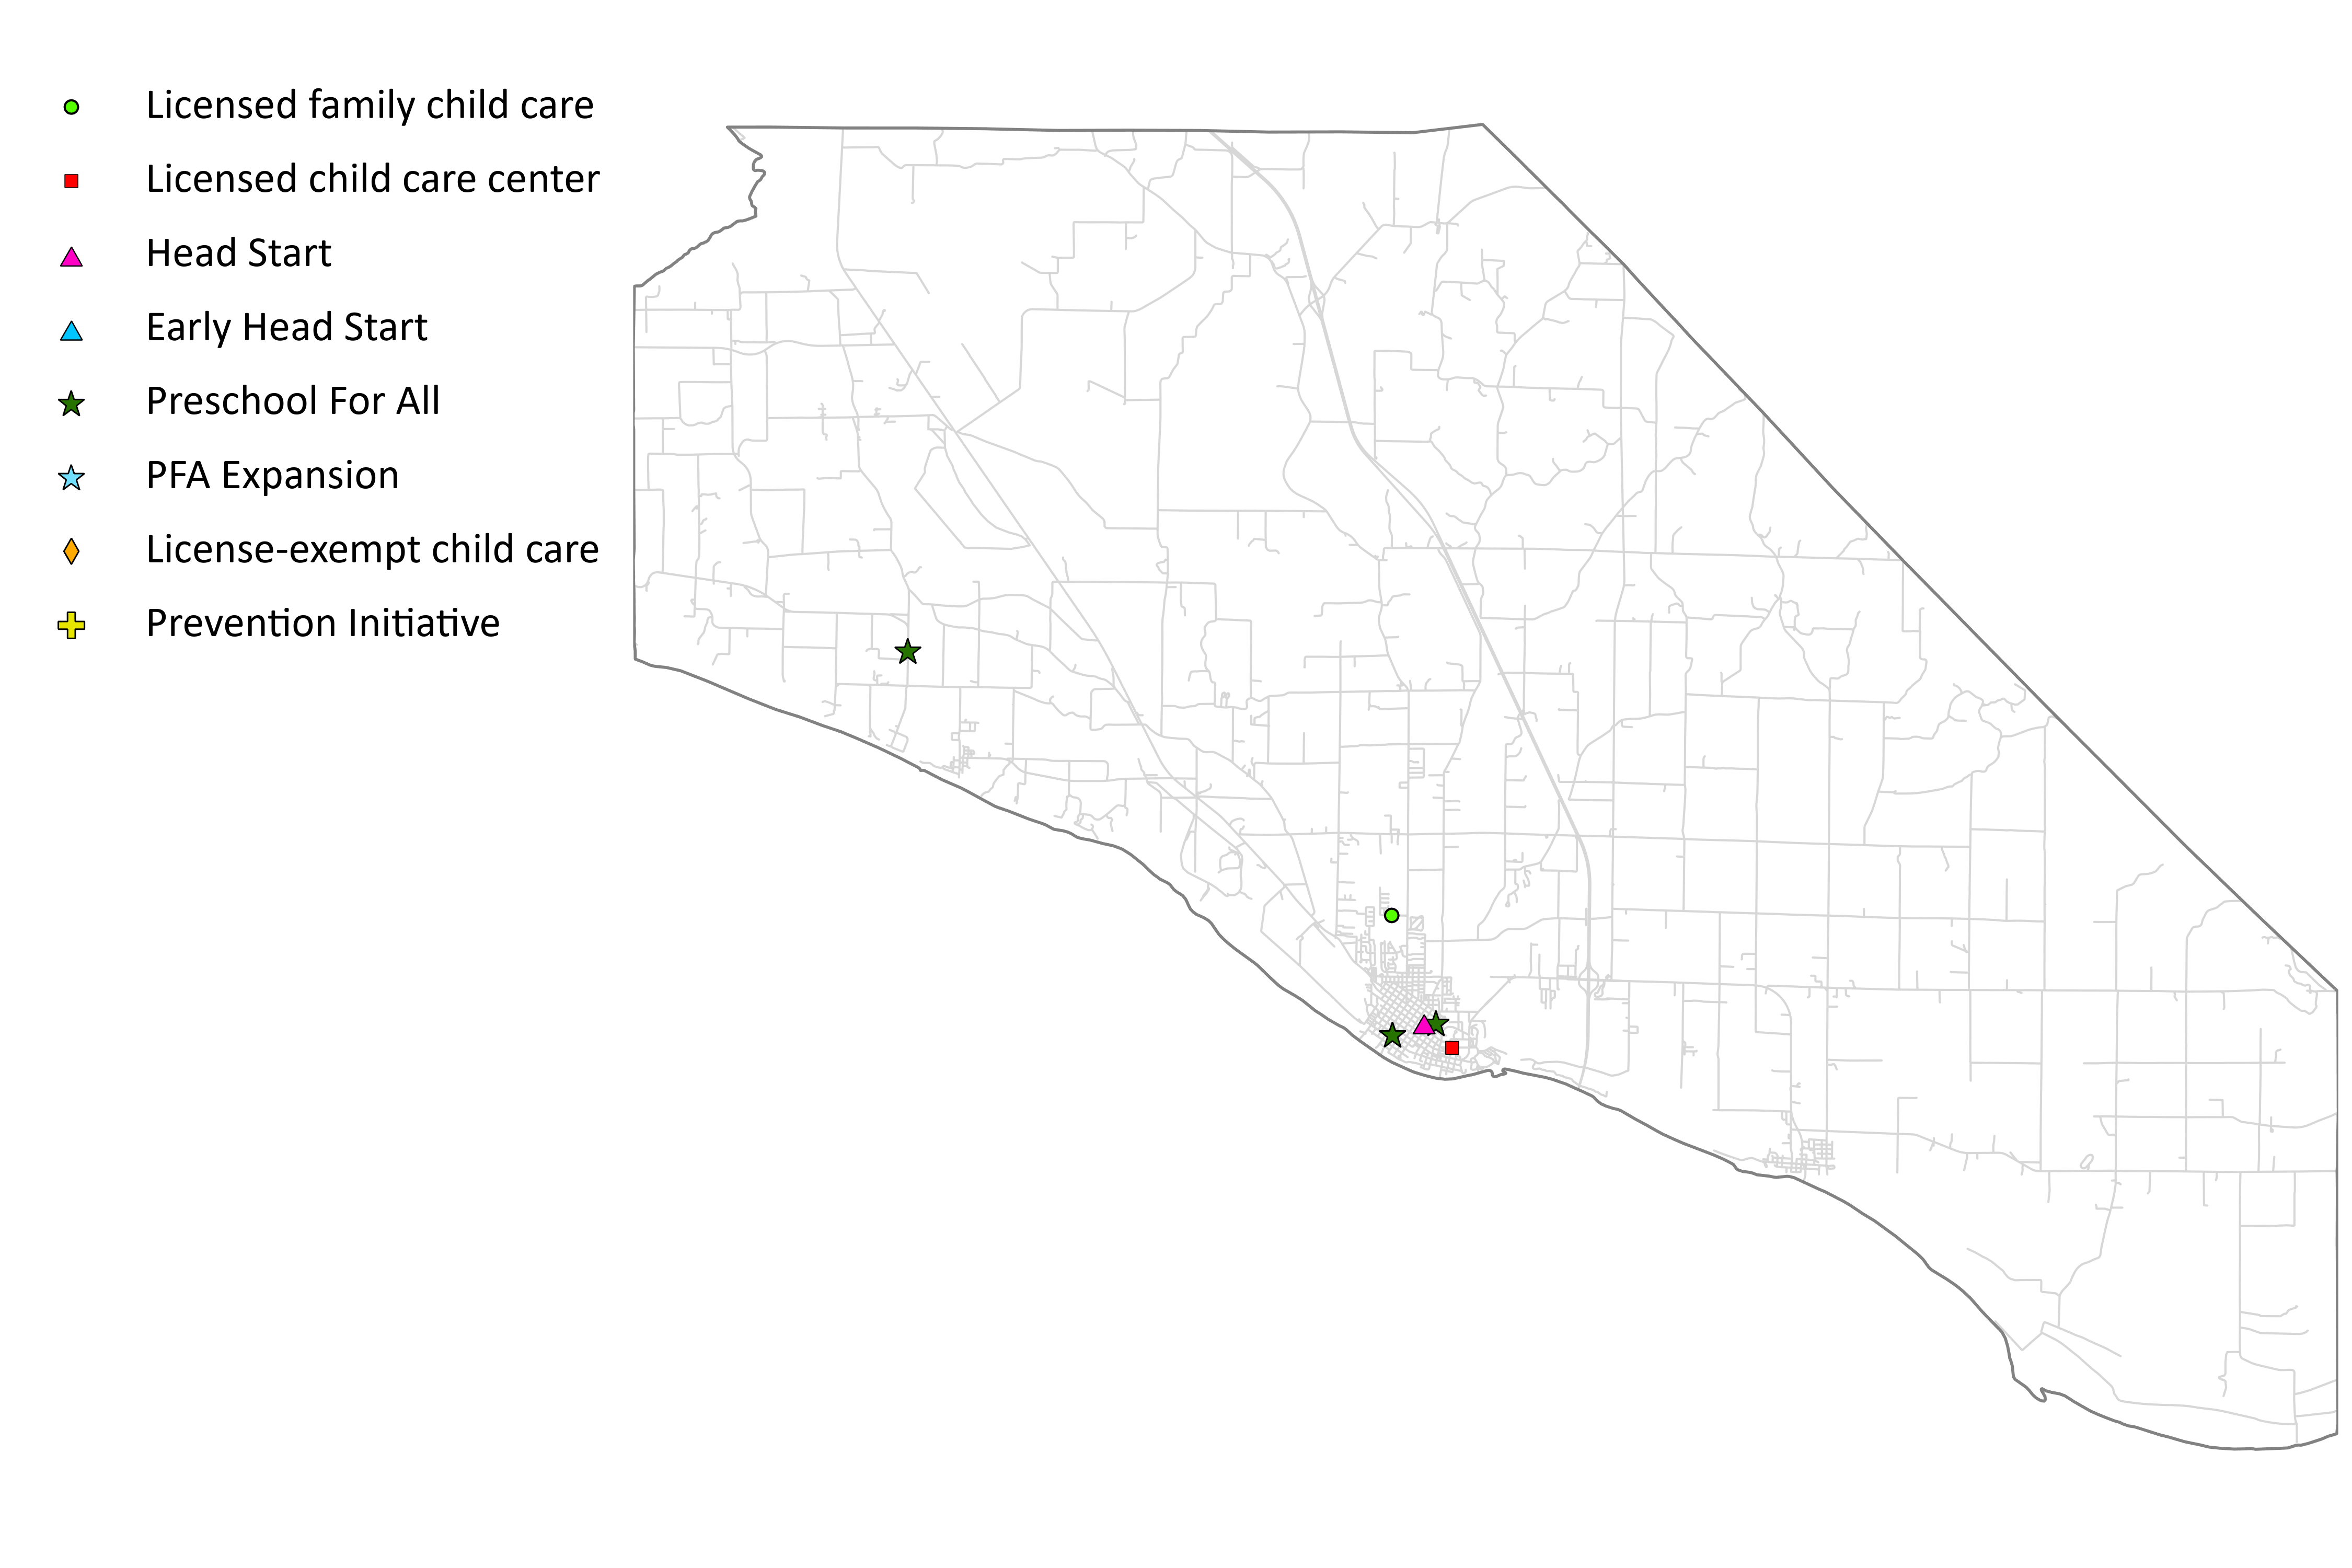 Licensed family child care
Licensed child care center
Head Start
Early Head Start
Preschool For All
PFA Expansion
License-exempt child care
Prevention Initiative